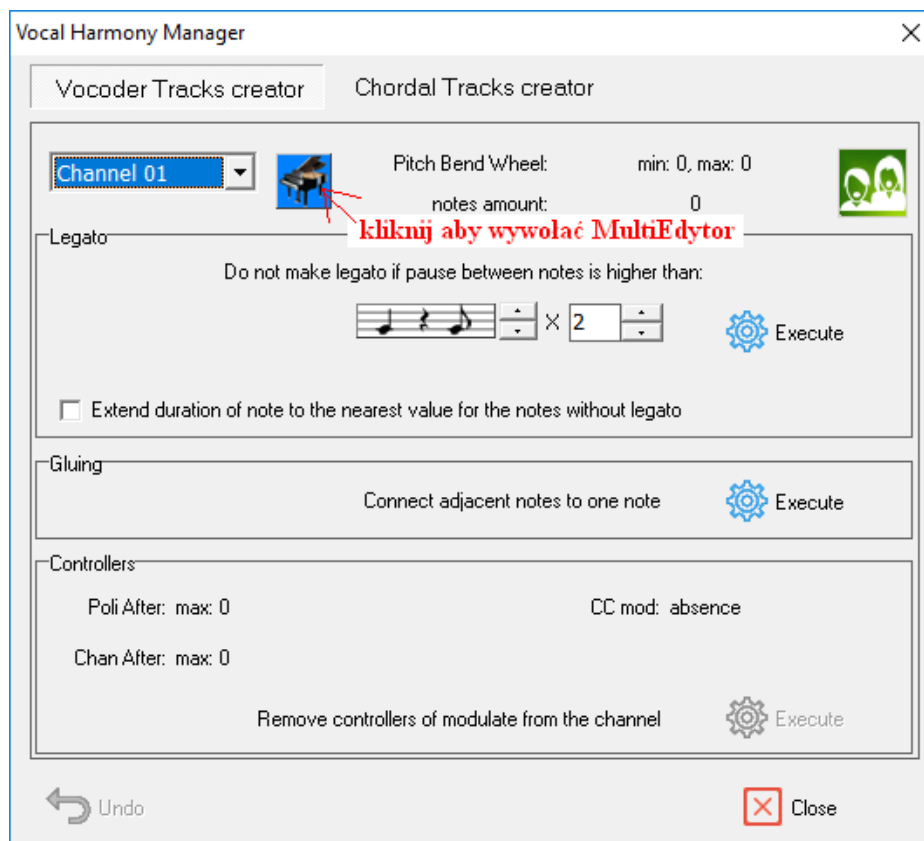 Vocal Harmony Manager
Vocoder Tracks creator
Chordal Tracks creator
Channel 01
Pitch Bend Wheel: min: 0, max: 0
notes amount: 0
kliknij aby wywołać MultiEdytor
Legato
Do not make legato if pause between notes is higher than:
X 2
Execute
Extend duration of note to the nearest value for the notes without legato
Gluing
Connect adjacent notes to one note
Execute
Controllers
Poli After: max: 0
CC mod: absence
Chan After: max: 0
Remove controllers of modulate from the channel
Execute
Undo
Close